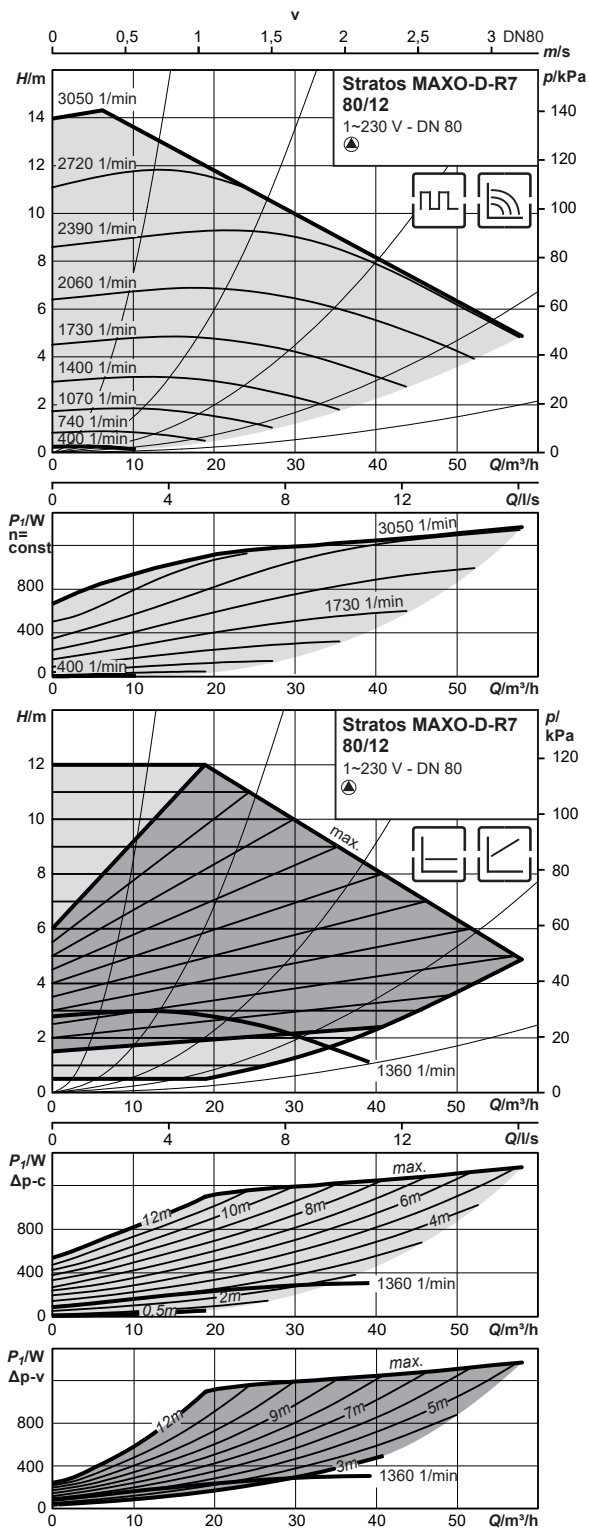 v
0 0,5 1 1,5 2 2,5 3 DN80
m/s
H/m
p/kPa
Stratos MAXO-D-R7
80/12
1~230 V - DN 80
3050 1/min
14
140
2720 1/min
12
120
10
100
2390 1/min
8
80
2060 1/min
6
60
1730 1/min
4
40
1400 1/min
1070 1/min
2
20
740 1/min
400 1/min
0
0
0 10 20 30 40 50 Q/m³/h
0 4 8 12 Q/l/s
P1/W
n=
const
3050 1/min
800
1730 1/min
400
400 1/min
0
0 10 20 30 40 50 Q/m³/h
H/m
p/
kPa
Stratos MAXO-D-R7
80/12
1~230 V - DN 80
12
120
max.
10
100
8
80
6
60
4
40
2
20
1360 1/min
0
0
0 10 20 30 40 50 Q/m³/h
0 4 8 12 Q/l/s
P1/W
Δp-c
max.
12m 10m 8m 6m 4m
800
400
2m
1360 1/min
0,5m
0
0 10 20 30 40 50 Q/m³/h
P1/W
Δp-v
max.
12m 9m 7m 5m
800
400
3m
1360 1/min
0
0 10 20 30 40 50 Q/m³/h